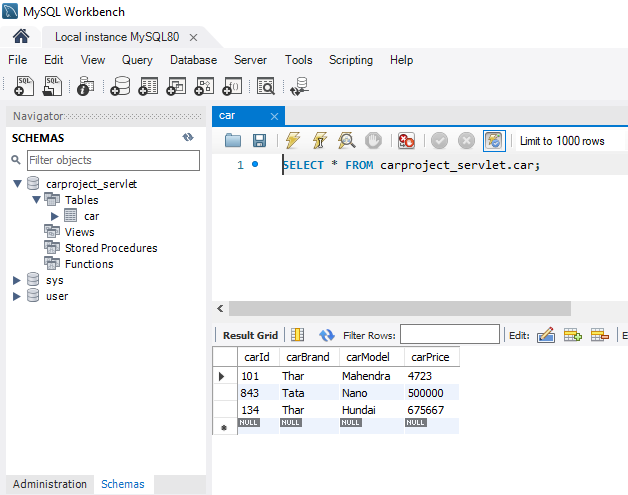 MySQL Workbench
Local instance MySQL80
File Edit View Query Database Server Tools Scripting Help
SQL SQL
Navigator
SCHEMAS
Filter objects
carproject_servlet
Tables
car
Views
Stored Procedures
Functions
sys
user
Administration Schemas
car
Limit to 1000 rows
1 SELECT * FROM carproject_servlet.car;
Result Grid Filter Rows: Edit: E
carId carBrand carModel carPrice
101 Thar Mahendra 4723
843 Tata Nano 500000
134 Thar Hundai 675667
NULL NULL NULL NULL